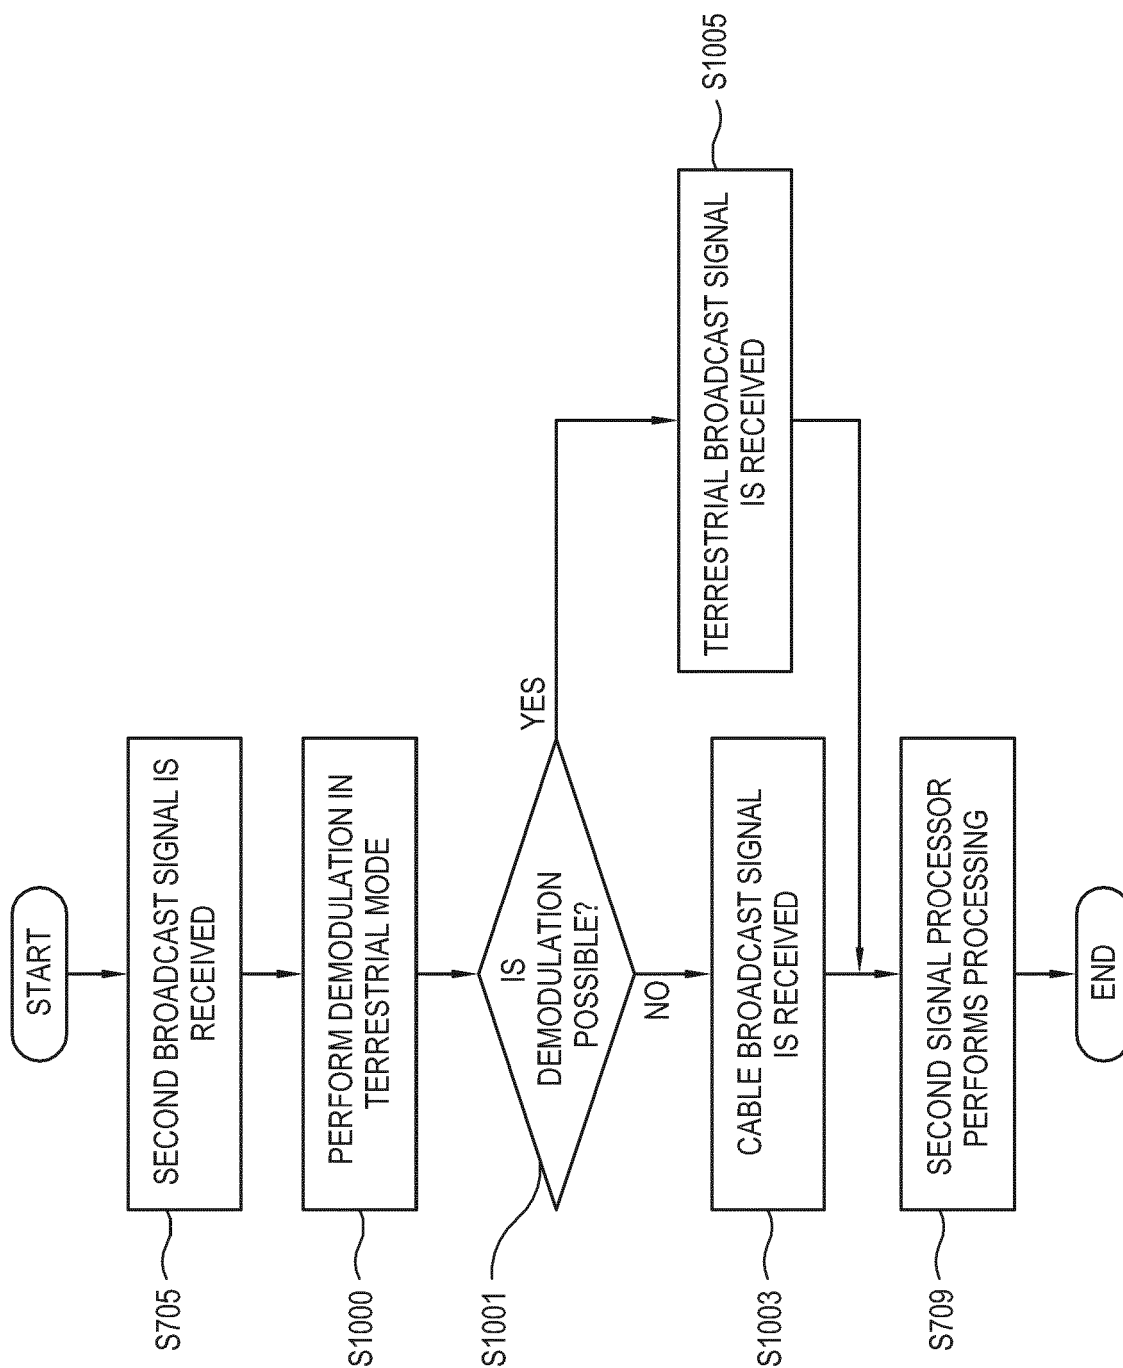 START
SECOND BROADCAST SIGNAL IS
RECEIVED
S705
PERFORM DEMODULATION IN
TERRESTRIAL MODE
S1000
IS
DEMODULATION
POSSIBLE?
S1001
YES
NO
TERRESTRIAL BROADCAST SIGNAL
IS RECEIVED
S1005
CABLE BROADCAST SIGNAL
IS RECEIVED
S1003
SECOND SIGNAL PROCESSOR
PERFORMS PROCESSING
S709
END